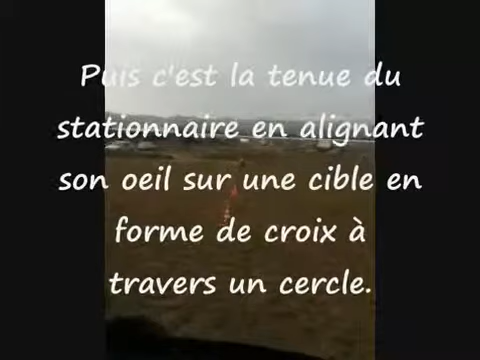 Puis c'est la tenue du
stationnaire en alignant
son oeil sur une cible en
forme de croix à
travers un cercle.